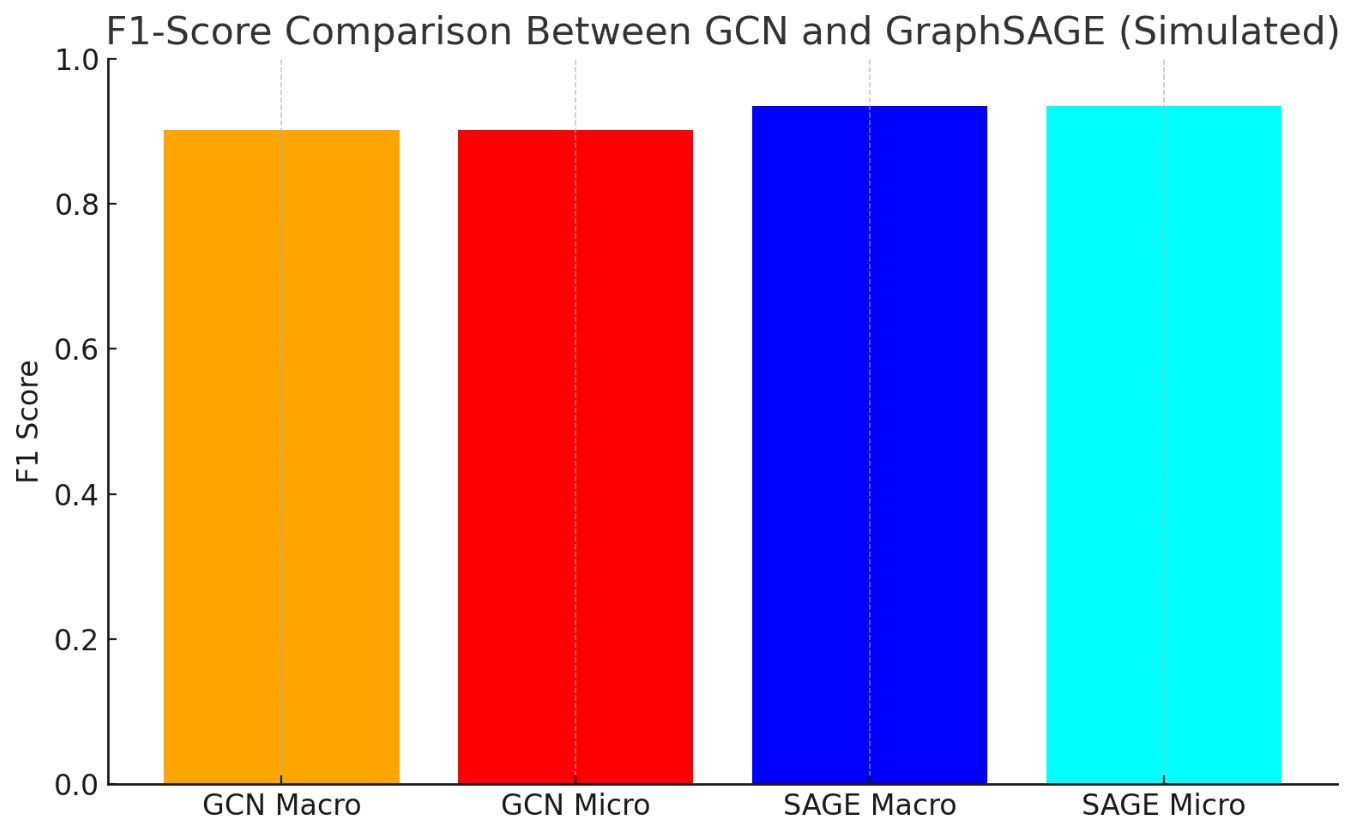 F1-Score Comparison Between GCN and GraphSAGE (Simulated)
1.0
0.8
0.6
0.4
0.2
0.0
F1 Score
GCN Macro
GCN Micro
SAGE Macro
SAGE Micro